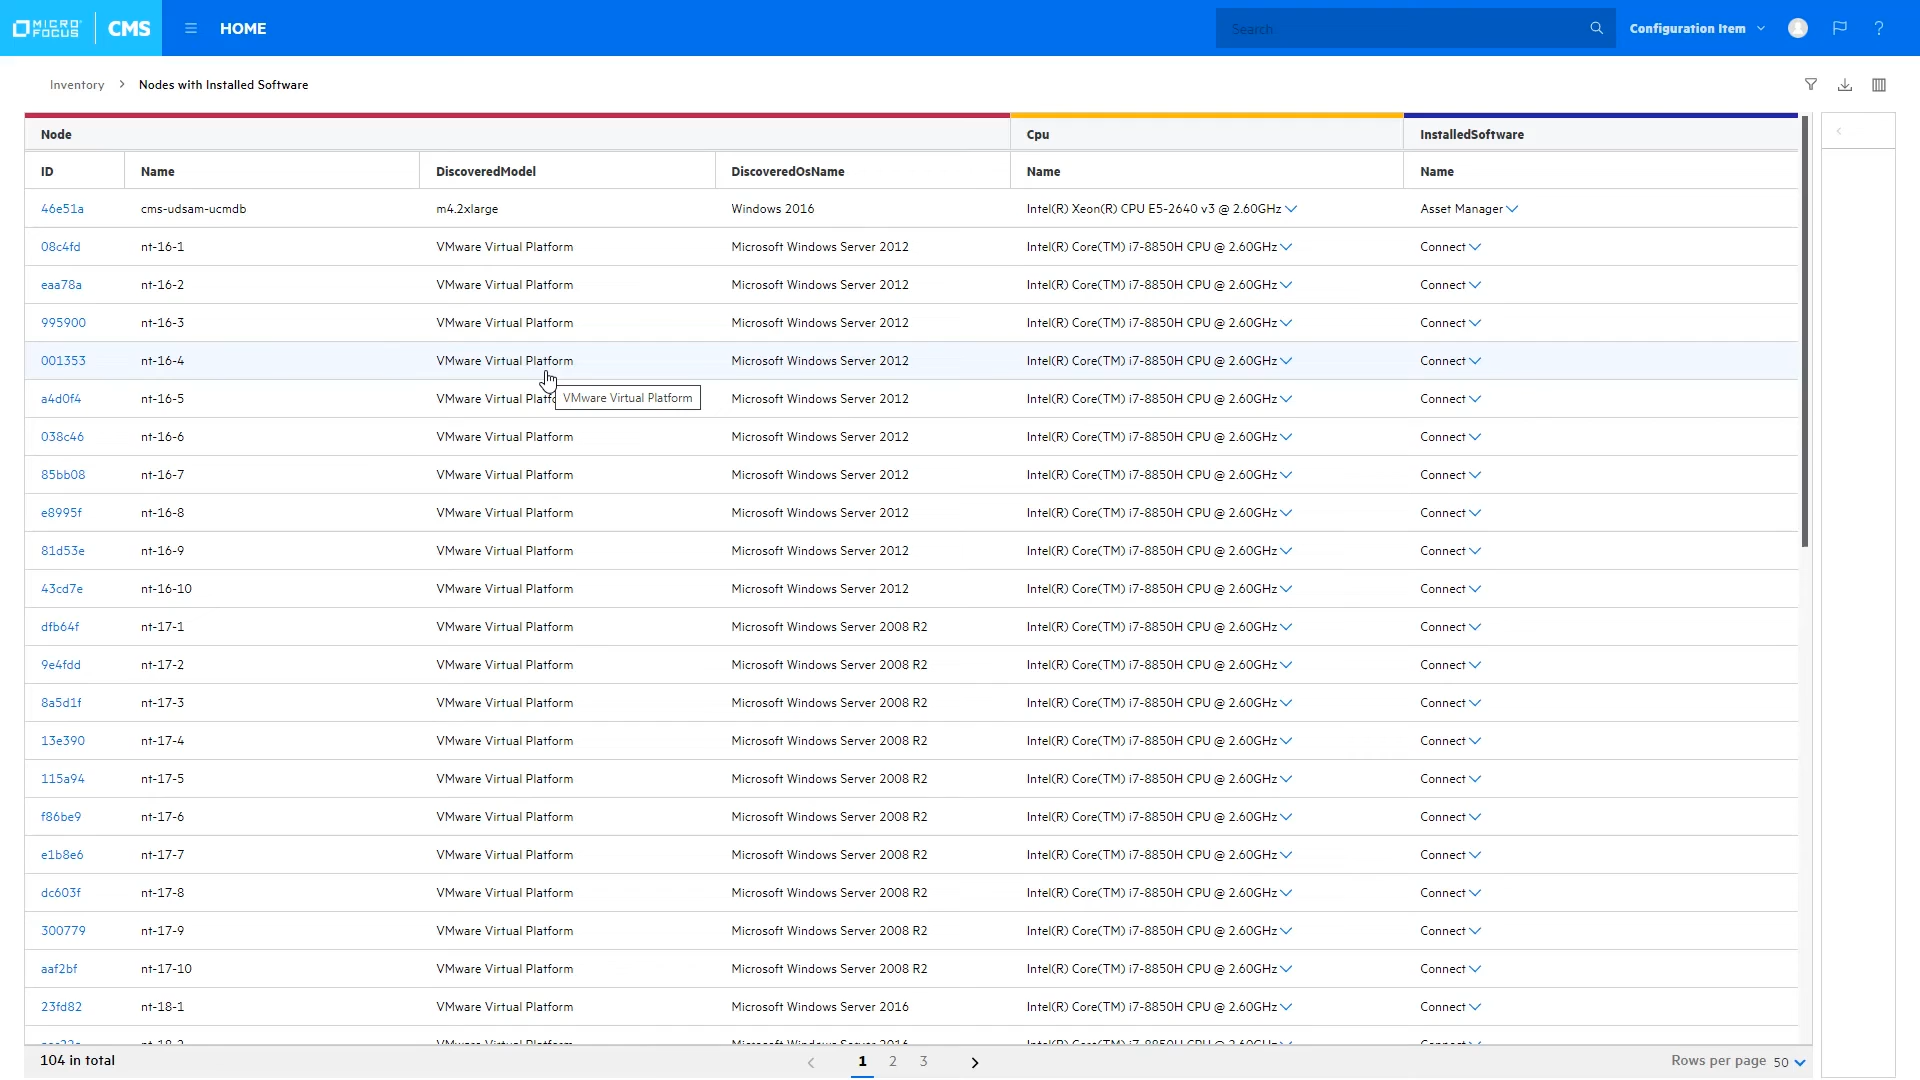 MICRO FOCUS CMS HOME Search Configuration Item ?
Inventory > Nodes with Installed Software
Node Cpu InstalledSoftware
ID Name DiscoveredModel DiscoveredOsName Name Name
46e51a cms-udsam-ucmdb m4.2xlarge Windows 2016 Intel(R) Xeon(R) CPU E5-2640 v3 @ 2.60GHz Asset Manager
08c4fd nt-16-1 VMware Virtual Platform Microsoft Windows Server 2012 Intel(R) Core(TM) i7-8850H CPU @ 2.60GHz Connect
eaa78a nt-16-2 VMware Virtual Platform Microsoft Windows Server 2012 Intel(R) Core(TM) i7-8850H CPU @ 2.60GHz Connect
995900 nt-16-3 VMware Virtual Platform Microsoft Windows Server 2012 Intel(R) Core(TM) i7-8850H CPU @ 2.60GHz Connect
001353 nt-16-4 VMware Virtual Platform Microsoft Windows Server 2012 Intel(R) Core(TM) i7-8850H CPU @ 2.60GHz Connect
a4d0f4 nt-16-5 VMware Virtual Platfo VMware Virtual Platform Microsoft Windows Server 2012 Intel(R) Core(TM) i7-8850H CPU @ 2.60GHz Connect
038c46 nt-16-6 VMware Virtual Platform Microsoft Windows Server 2012 Intel(R) Core(TM) i7-8850H CPU @ 2.60GHz Connect
85bb08 nt-16-7 VMware Virtual Platform Microsoft Windows Server 2012 Intel(R) Core(TM) i7-8850H CPU @ 2.60GHz Connect
e8995f nt-16-8 VMware Virtual Platform Microsoft Windows Server 2012 Intel(R) Core(TM) i7-8850H CPU @ 2.60GHz Connect
81d53e nt-16-9 VMware Virtual Platform Microsoft Windows Server 2012 Intel(R) Core(TM) i7-8850H CPU @ 2.60GHz Connect
43cd7e nt-16-10 VMware Virtual Platform Microsoft Windows Server 2012 Intel(R) Core(TM) i7-8850H CPU @ 2.60GHz Connect
dfb64f nt-17-1 VMware Virtual Platform Microsoft Windows Server 2008 R2 Intel(R) Core(TM) i7-8850H CPU @ 2.60GHz Connect
9e4fdd nt-17-2 VMware Virtual Platform Microsoft Windows Server 2008 R2 Intel(R) Core(TM) i7-8850H CPU @ 2.60GHz Connect
8a5d1f nt-17-3 VMware Virtual Platform Microsoft Windows Server 2008 R2 Intel(R) Core(TM) i7-8850H CPU @ 2.60GHz Connect
13e390 nt-17-4 VMware Virtual Platform Microsoft Windows Server 2008 R2 Intel(R) Core(TM) i7-8850H CPU @ 2.60GHz Connect
115a94 nt-17-5 VMware Virtual Platform Microsoft Windows Server 2008 R2 Intel(R) Core(TM) i7-8850H CPU @ 2.60GHz Connect
f86be9 nt-17-6 VMware Virtual Platform Microsoft Windows Server 2008 R2 Intel(R) Core(TM) i7-8850H CPU @ 2.60GHz Connect
e1b8e6 nt-17-7 VMware Virtual Platform Microsoft Windows Server 2008 R2 Intel(R) Core(TM) i7-8850H CPU @ 2.60GHz Connect
dc603f nt-17-8 VMware Virtual Platform Microsoft Windows Server 2008 R2 Intel(R) Core(TM) i7-8850H CPU @ 2.60GHz Connect
300779 nt-17-9 VMware Virtual Platform Microsoft Windows Server 2008 R2 Intel(R) Core(TM) i7-8850H CPU @ 2.60GHz Connect
aaf2bf nt-17-10 VMware Virtual Platform Microsoft Windows Server 2008 R2 Intel(R) Core(TM) i7-8850H CPU @ 2.60GHz Connect
23fd82 nt-18-1 VMware Virtual Platform Microsoft Windows Server 2016 Intel(R) Core(TM) i7-8850H CPU @ 2.60GHz Connect
nt-18-2 VMware Virtual Platform Microsoft Windows Server 2016 Intel(R) Core(TM) i7-8850H CPU @ 2.60GHz Connect
104 in total 1 2 3 Rows per page 50